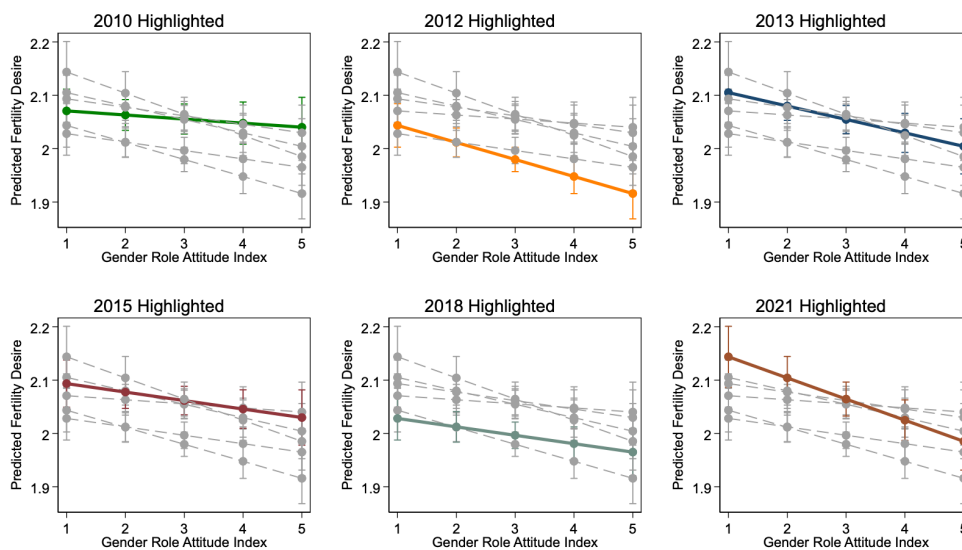 2010 Highlighted
2012 Highlighted
2013 Highlighted
Predicted Fertility Desire
2.2
2.1
2
1.9
1 2 3 4 5
Gender Role Attitude Index
Predicted Fertility Desire
2.2
2.1
2
1.9
1 2 3 4 5
Gender Role Attitude Index
Predicted Fertility Desire
2.2
2.1
2
1.9
1 2 3 4 5
Gender Role Attitude Index
2015 Highlighted
2018 Highlighted
2021 Highlighted
Predicted Fertility Desire
2.2
2.1
2
1.9
1 2 3 4 5
Gender Role Attitude Index
Predicted Fertility Desire
2.2
2.1
2
1.9
1 2 3 4 5
Gender Role Attitude Index
Predicted Fertility Desire
2.2
2.1
2
1.9
1 2 3 4 5
Gender Role Attitude Index